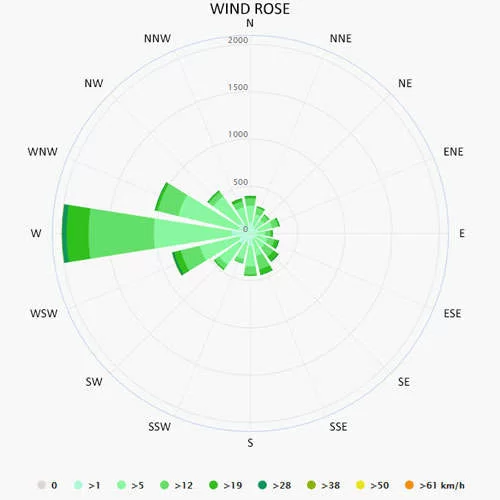 WIND ROSE
N
2000
NNW
NNE
NW
1500
NE
1000
WNW
ENE
500
W
0
E
WSW
ESE
SW
SE
SSW
SSE
S
0 >1 >5 >12 >19 >28 >38 >50 >61 km/h